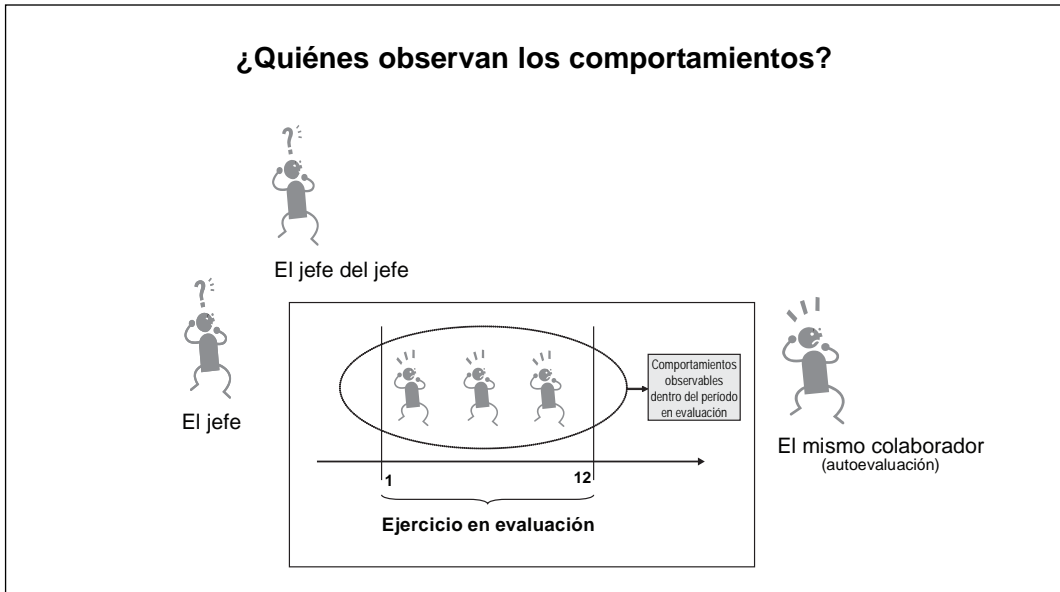 ¿Quiénes observan los comportamientos?
El jefe del jefe
El jefe
Comportamientos
observables
dentro del período
en evaluación
El mismo colaborador
(autoevaluación)
1
12
Ejercicio en evaluación